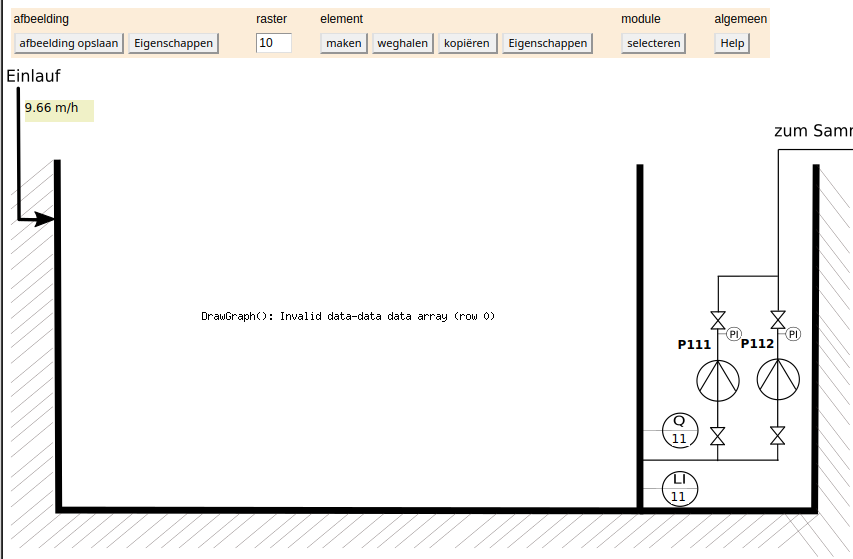 afbeelding raster element module algemeen
afbeelding opslaan Eigenschappen 10 maken weghalen kopiëren Eigenschappen selecteren Help
Einlauf
9.66 m/h
zum Samm
DrawGraph(): Invalid data-data data array (row 0)
PI PI
P111 P112
Q
11
LI
11